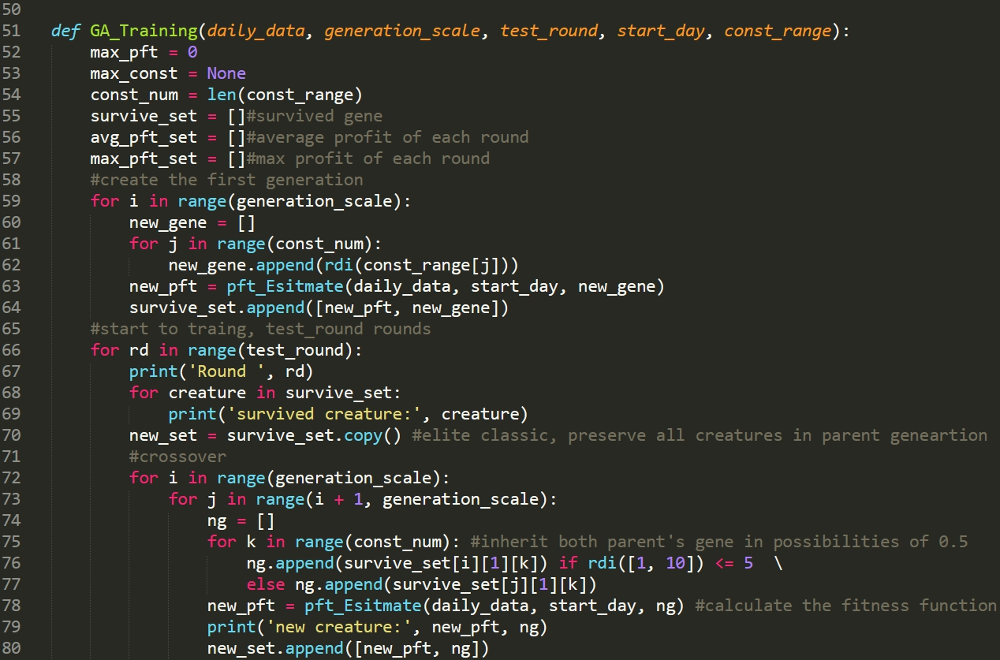 50
51 def GA_Training(daily_data, generation_scale, test_round, start_day, const_range):
52     max_pft = 0
53     max_const = None
54     const_num = len(const_range)
55     survive_set = []#survived gene
56     avg_pft_set = []#average profit of each round
57     max_pft_set = []#max profit of each round
58     #create the first generation
59     for i in range(generation_scale):
60         new_gene = []
61         for j in range(const_num):
62             new_gene.append(rdi(const_range[j]))
63         new_pft = pft_Esitmate(daily_data, start_day, new_gene)
64         survive_set.append([new_pft, new_gene])
65     #start to traing, test_round rounds
66     for rd in range(test_round):
67         print('Round ', rd)
68         for creature in survive_set:
69             print('survived creature:', creature)
70         new_set = survive_set.copy() #elite classic, preserve all creatures in parent geneartion
71         #crossover
72         for i in range(generation_scale):
73             for j in range(i + 1, generation_scale):
74                 ng = []
75                 for k in range(const_num): #inherit both parent's gene in possibilities of 0.5
76                     ng.append(survive_set[i][1][k]) if rdi([1, 10]) <= 5  \
77                     else ng.append(survive_set[j][1][k])
78                 new_pft = pft_Esitmate(daily_data, start_day, ng) #calculate the fitness function
79                 print('new creature:', new_pft, ng)
80                 new_set.append([new_pft, ng])